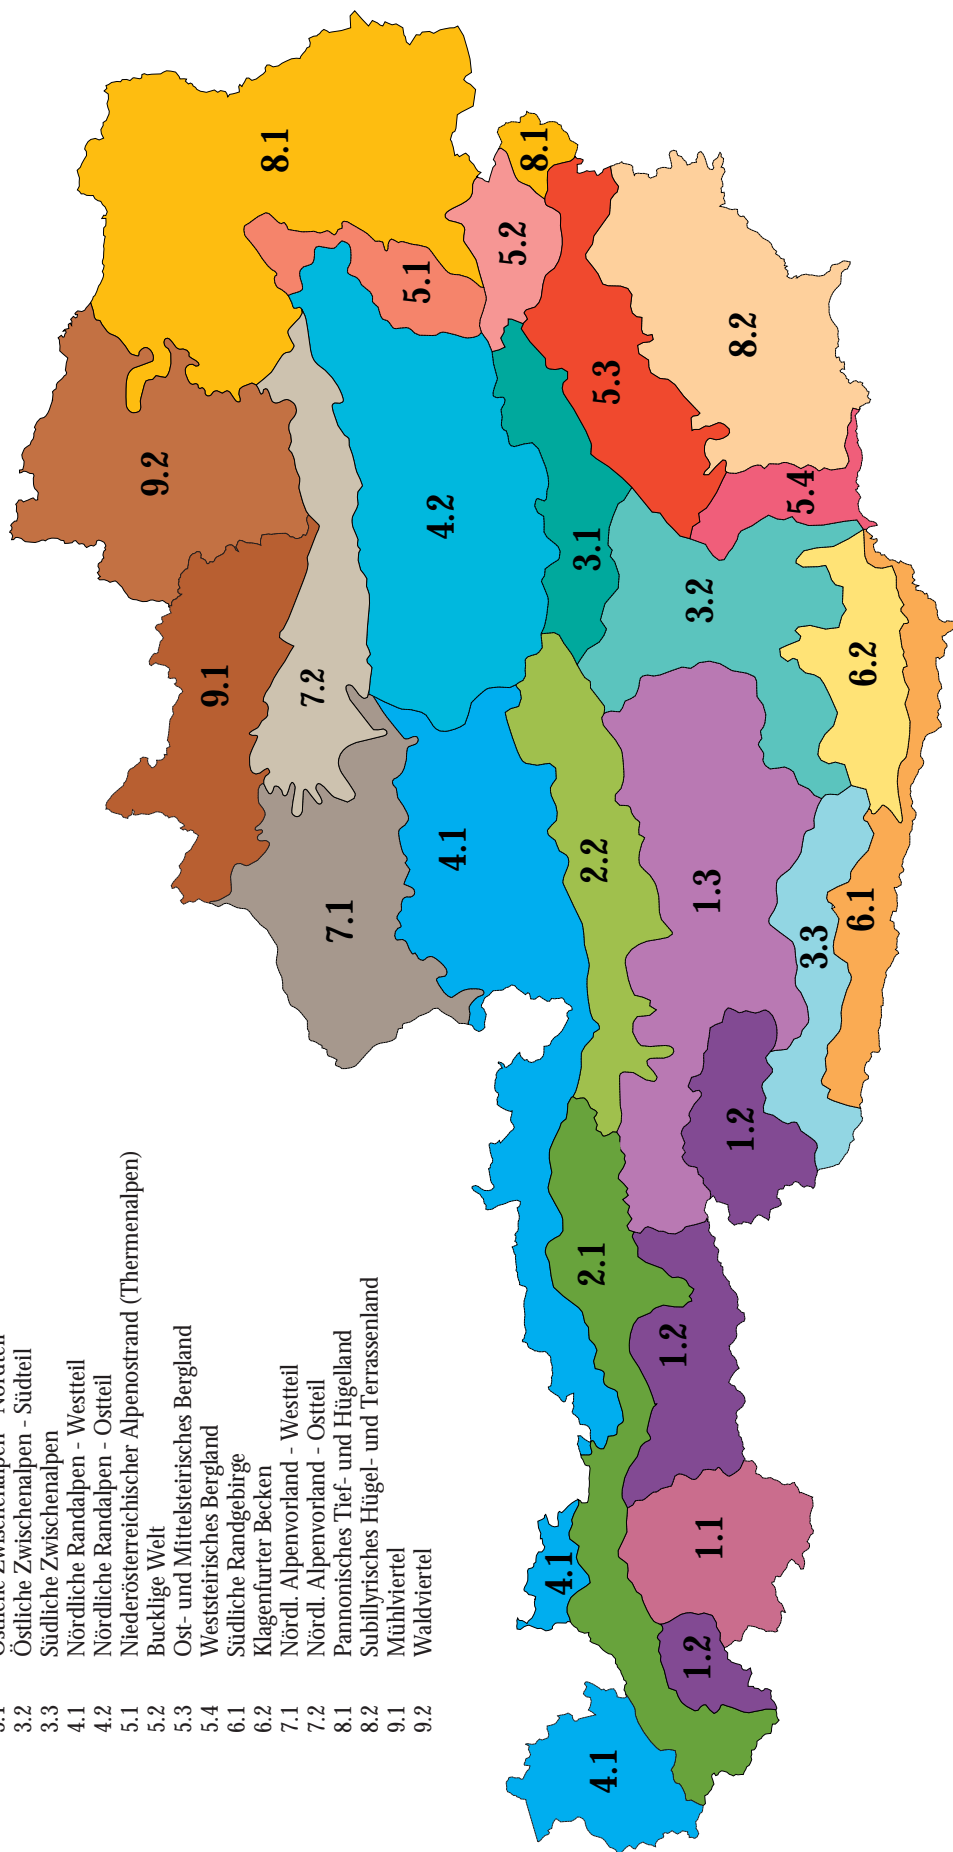 3.2 Östliche Zwischenalpen - Südteil
3.3 Südliche Zwischenalpen
4.1 Nördliche Randalpen - Westteil
4.2 Nördliche Randalpen - Ostteil
5.1 Niederösterreichischer Alpenostrand (Thermenalpen)
5.2 Bucklige Welt
5.3 Ost- und Mittelsteirisches Bergland
5.4 Weststeirisches Bergland
6.1 Südliche Randgebirge
6.2 Klagenfurter Becken
7.1 Nördl. Alpenvorland - Westteil
7.2 Nördl. Alpenvorland - Ostteil
8.1 Pannonisches Tief- und Hügelland
8.2 Subillyrisches Hügel- und Terrassenland
9.1 Mühlviertel
9.2 Waldviertel
4.1
1.2
4.1
1.1
1.2
2.1
1.2
3.3
6.1
7.1
1.3
2.2
4.1
9.1
7.2
6.2
3.2
3.1
4.2
9.2
5.4
5.3
8.2
5.1
5.2
8.1
8.1